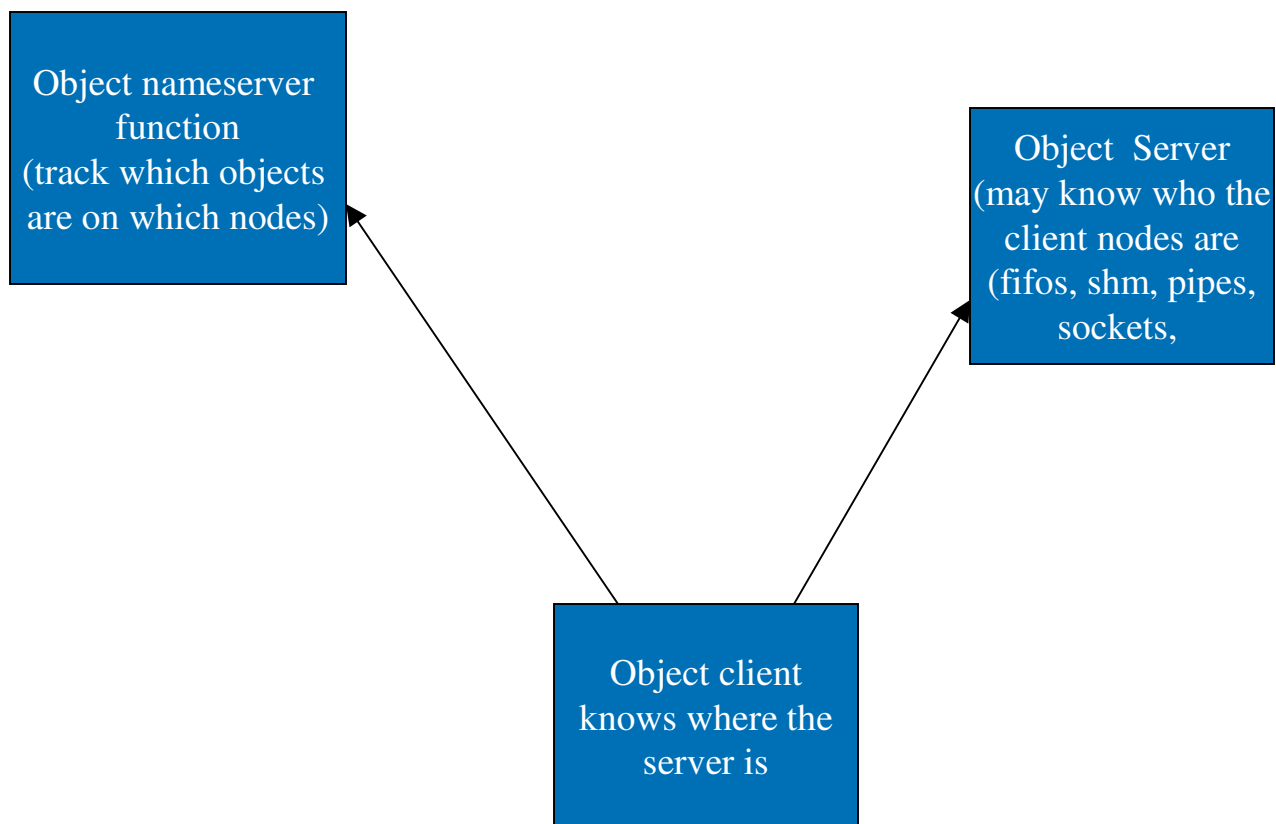 Object nameserver
function
(track which objects
are on which nodes)
Object Server
(may know who the
client nodes are
(fifos, shm, pipes,
sockets,
Object client
knows where the
server is